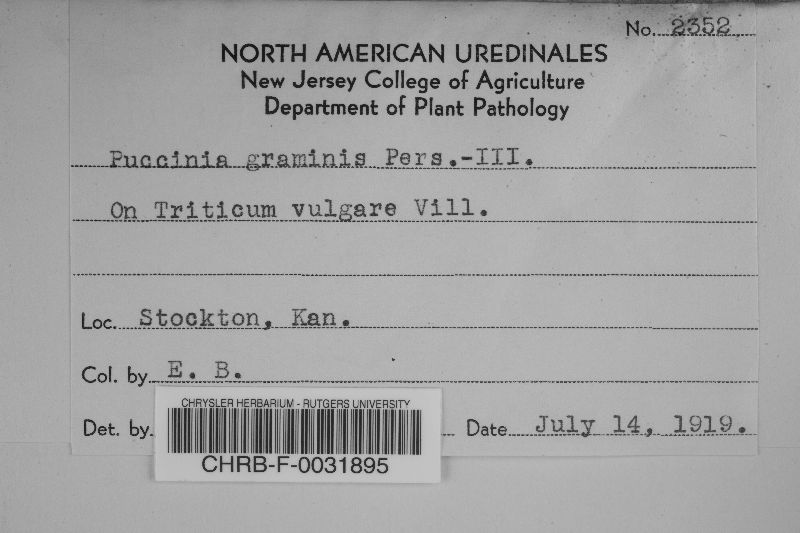 No. 2352
NORTH AMERICAN UREDINALES
New Jersey College of Agriculture
Department of Plant Pathology
Puccinia graminis Pers.-III.
On Triticum vulgare Vill.
Loc. Stockton, Kan.
Col. by E. B.
Det. by. Date July 14, 1919.
CHRYSLER HERBARIUM - RUTGERS UNIVERSITY
CHRB-F-0031895